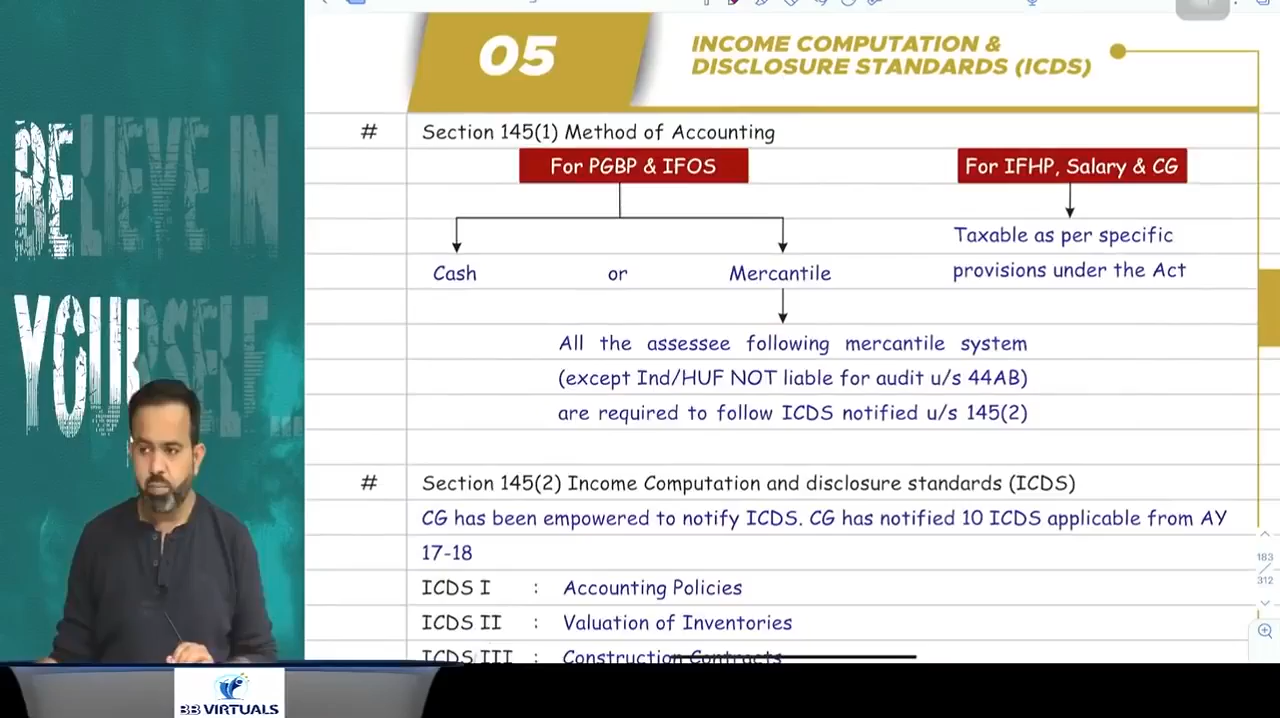 BELIEVE IN
YOURSELF...
05
INCOME COMPUTATION &
DISCLOSURE STANDARDS (ICDS)
# Section 145(1) Method of Accounting
For PGBP & IFOS For IFHP, Salary & CG
Taxable as per specific
Cash or Mercantile provisions under the Act
All the assessee following mercantile system
(except Ind/HUF NOT liable for audit u/s 44AB)
are required to follow ICDS notified u/s 145(2)
# Section 145(2) Income Computation and disclosure standards (ICDS)
CG has been empowered to notify ICDS. CG has notified 10 ICDS applicable from AY
17-18
183
312
ICDS I : Accounting Policies
ICDS II : Valuation of Inventories
ICDS III : Construction Contracts
BB VIRTUALS